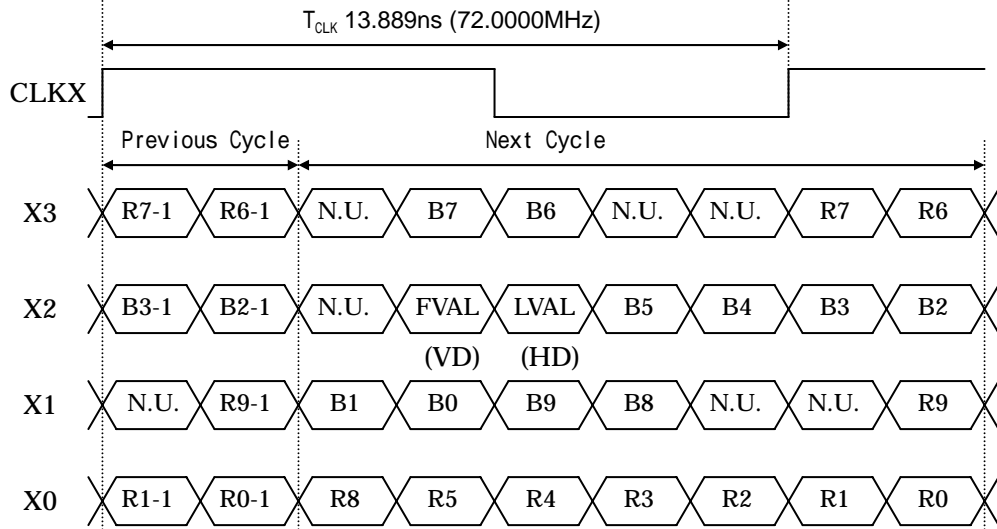 TCLK 13.889ns (72.0000MHz)
CLKX
Previous Cycle Next Cycle
X3 R7-1 R6-1 N.U. B7 B6 N.U. N.U. R7 R6
X2 B3-1 B2-1 N.U. FVAL LVAL B5 B4 B3 B2
(VD) (HD)
X1 N.U. R9-1 B1 B0 B9 B8 N.U. N.U. R9
X0 R1-1 R0-1 R8 R5 R4 R3 R2 R1 R0